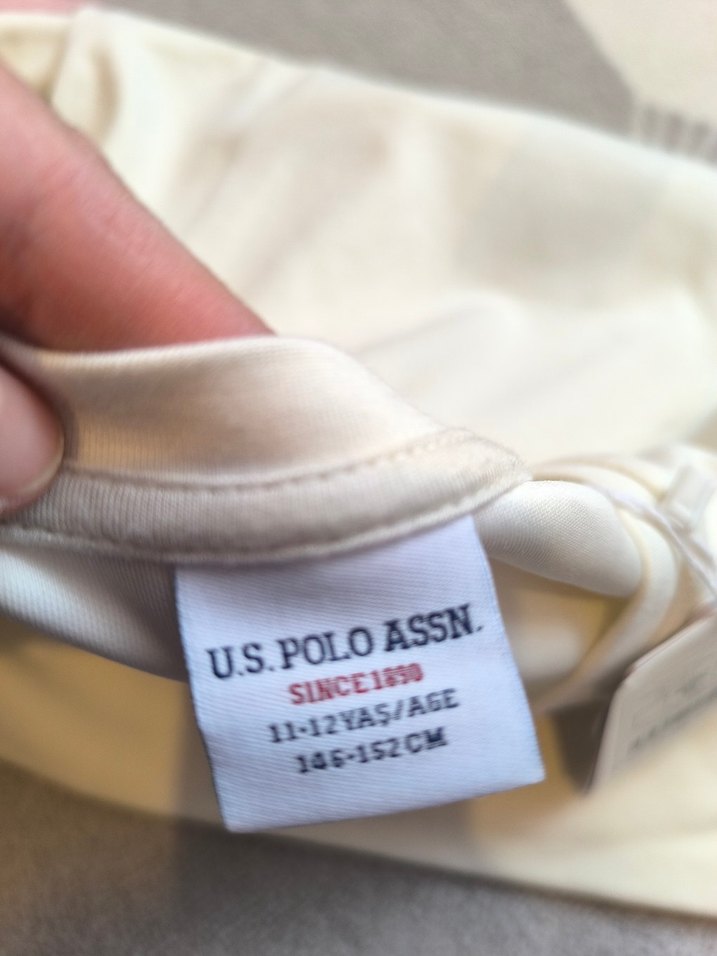 U.S. POLO ASSN.
SINCE 1890
11-12 YAŞ/AGE
146-152 CM